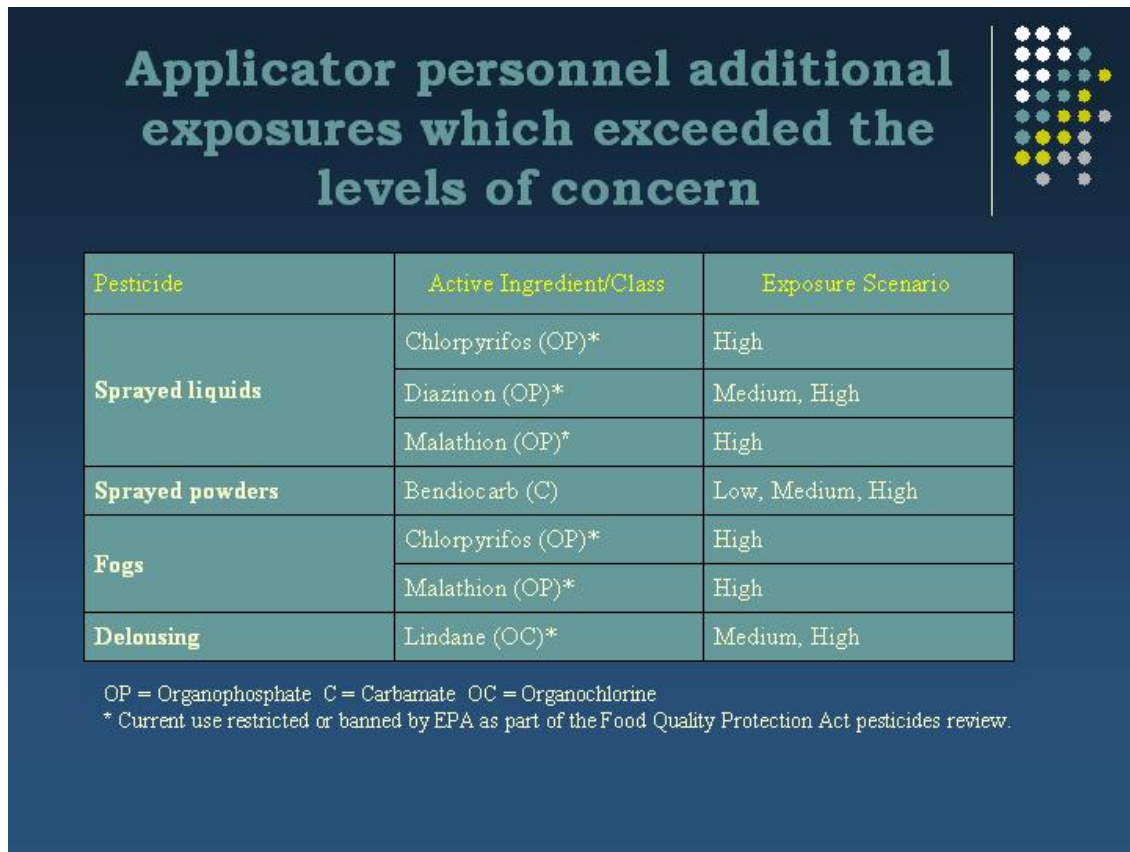 Applicator personnel additional
exposures which exceeded the
levels of concern
Pesticide Active Ingredient/Class Exposure Scenario
Sprayed liquids
Chlorpyrifos (OP)* High
Diazinon (OP)* Medium, High
Malathion (OP)* High
Sprayed powders Bendiocarb (C) Low, Medium, High
Fogs
Chlorpyrifos (OP)* High
Malathion (OP)* High
Delousing Lindane (OC)* Medium, High
OP = Organophosphate C = Carbamate OC = Organochlorine
* Current use restricted or banned by EPA as part of the Food Quality Protection Act pesticides review.